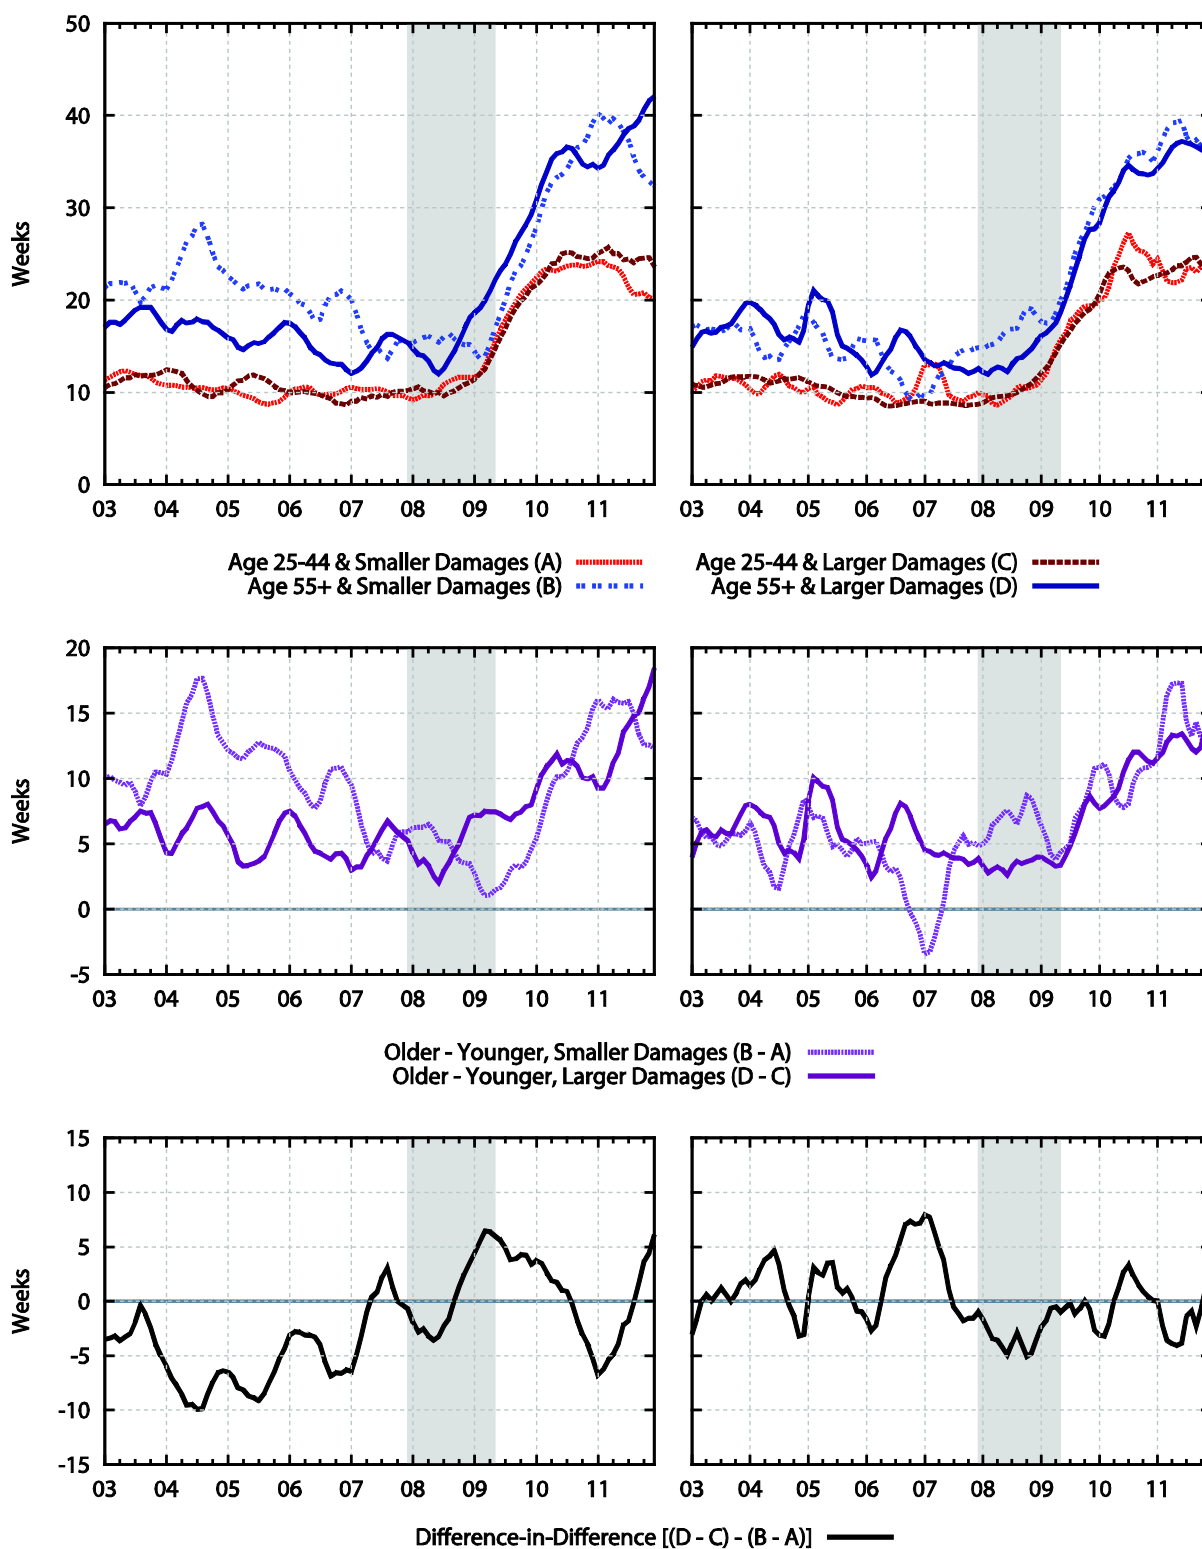 50
40
30
20
10
0
Weeks
03 04 05 06 07 08 09 10 11
03 04 05 06 07 08 09 10 11
Age 25-44 & Smaller Damages (A)
Age 25-44 & Larger Damages (C)
Age 55+ & Smaller Damages (B)
Age 55+ & Larger Damages (D)
20
15
10
5
0
-5
Weeks
03 04 05 06 07 08 09 10 11
03 04 05 06 07 08 09 10 11
Older - Younger, Smaller Damages (B - A)
Older - Younger, Larger Damages (D - C)
15
10
5
0
-5
-10
-15
Weeks
03 04 05 06 07 08 09 10 11
03 04 05 06 07 08 09 10 11
Difference-in-Difference [(D - C) - (B - A)]